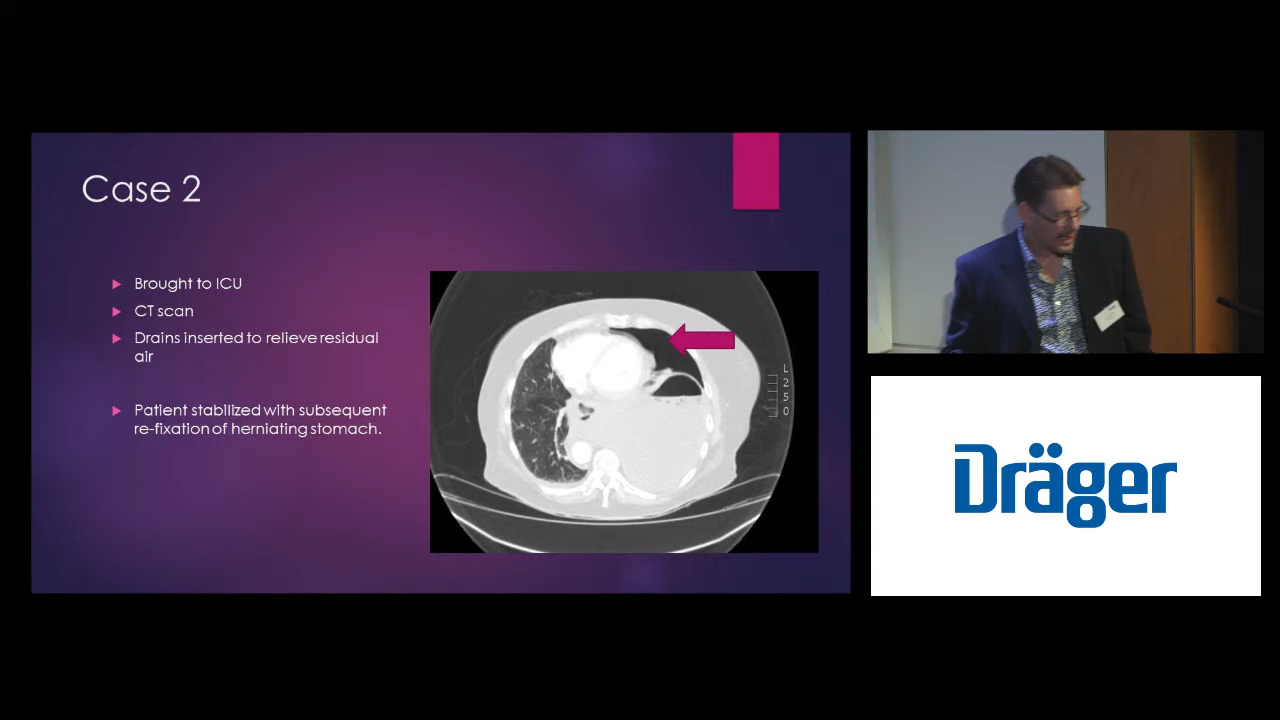 Case 2
Brought to ICU
CT scan
Drains inserted to relieve residual
air
Patient stabilized with subsequent
re-fixation of herniating stomach.
L
2
5
0
Dräger